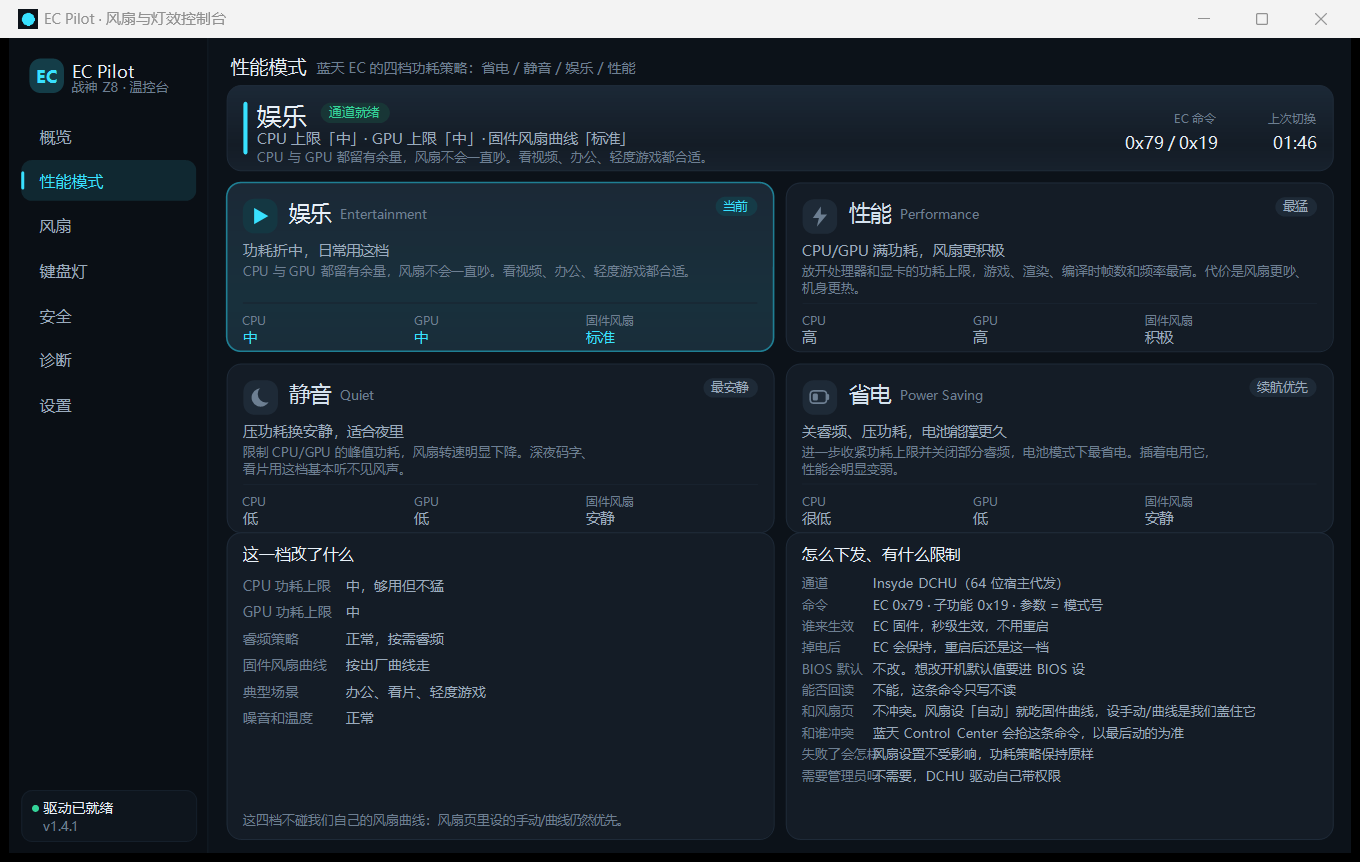 EC Pilot · 风扇与灯效控制台
EC
EC Pilot
战神 Z8 · 温控台
概览
性能模式
风扇
键盘灯
安全
诊断
设置
驱动已就绪
v1.4.1
性能模式 蓝天 EC 的四档功耗策略：省电 / 静音 / 娱乐 / 性能
娱乐 通道就绪
CPU 上限「中」· GPU 上限「中」· 固件风扇曲线「标准」
CPU 与 GPU 都留有余量，风扇不会一直吵。看视频、办公、轻度游戏都合适。
EC 命令
0x79 / 0x19
上次切换
01:46
娱乐 Entertainment 当前
功耗折中，日常用这档
CPU 与 GPU 都留有余量，风扇不会一直吵。看视频、办公、轻度游戏都合适。
CPU GPU 固件风扇
中 中 标准
性能 Performance 最猛
CPU/GPU 满功耗，风扇更积极
放开处理器和显卡的功耗上限，游戏、渲染、编译时帧数和频率最高。代价是风扇更吵、
机身更热。
CPU GPU 固件风扇
高 高 积极
静音 Quiet 最安静
压功耗换安静，适合夜里
限制 CPU/GPU 的峰值功耗，风扇转速明显下降。深夜码字、
看片用这档基本听不见风声。
CPU GPU 固件风扇
低 低 安静
省电 Power Saving 续航优先
关睿频、压功耗，电池能撑更久
进一步收紧功耗上限并关闭部分睿频，电池模式下最省电。插着电用它，
性能会明显变弱。
CPU GPU 固件风扇
很低 低 安静
这一档改了什么
CPU 功耗上限 中，够用但不猛
GPU 功耗上限 中
睿频策略 正常，按需睿频
固件风扇曲线 按出厂曲线走
典型场景 办公、看片、轻度游戏
噪音和温度 正常
这四档不碰我们自己的风扇曲线：风扇页里设的手动/曲线仍然优先。
怎么下发、有什么限制
通道 Insyde DCHU（64 位宿主代发）
命令 EC 0x79 · 子功能 0x19 · 参数 = 模式号
谁来生效 EC 固件，秒级生效，不用重启
掉电后 EC 会保持，重启后还是这一档
BIOS 默认 不改。想改开机默认值要进 BIOS 设
能否回读 不能，这条命令只写不读
和风扇页 不冲突。风扇设「自动」就吃固件曲线，设手动/曲线是我们盖住它
和谁冲突 蓝天 Control Center 会抢这条命令，以最后动的为准
失败了会怎样 风扇设置不受影响，功耗策略保持原样
需要管理员吗 不需要，DCHU 驱动自己带权限